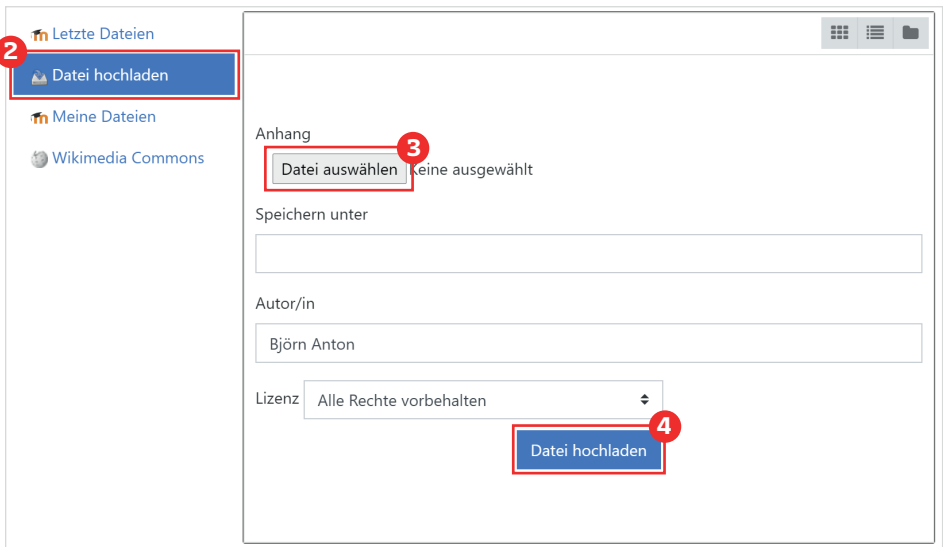 Letzte Dateien
2
Datei hochladen
Meine Dateien
Wikimedia Commons
Anhang
3
Datei auswählen Keine ausgewählt
Speichern unter
Autor/in
Björn Anton
Lizenz Alle Rechte vorbehalten
4
Datei hochladen